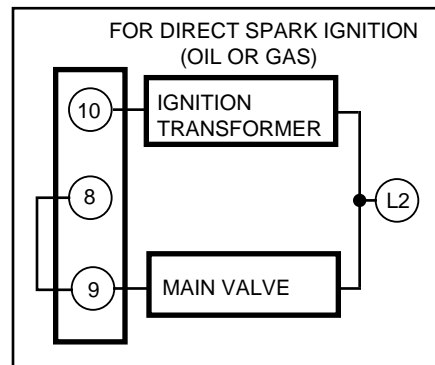 FOR DIRECT SPARK IGNITION
(OIL OR GAS)
10
IGNITION
TRANSFORMER
8
L2
9
MAIN VALVE